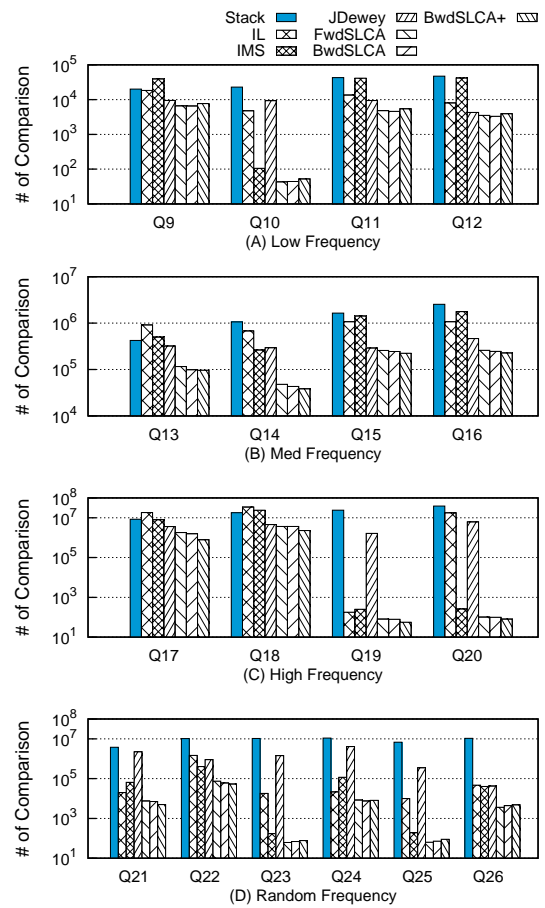 Stack JDewey BwdSLCA+
IL FwdSLCA
IMS BwdSLCA
# of Comparison
10^5
10^4
10^3
10^2
10^1
Q9 Q10 Q11 Q12
(A) Low Frequency
# of Comparison
10^7
10^6
10^5
10^4
Q13 Q14 Q15 Q16
(B) Med Frequency
# of Comparison
10^8
10^7
10^5
10^3
10^1
Q17 Q18 Q19 Q20
(C) High Frequency
# of Comparison
10^8
10^7
10^5
10^3
10^1
Q21 Q22 Q23 Q24 Q25 Q26
(D) Random Frequency